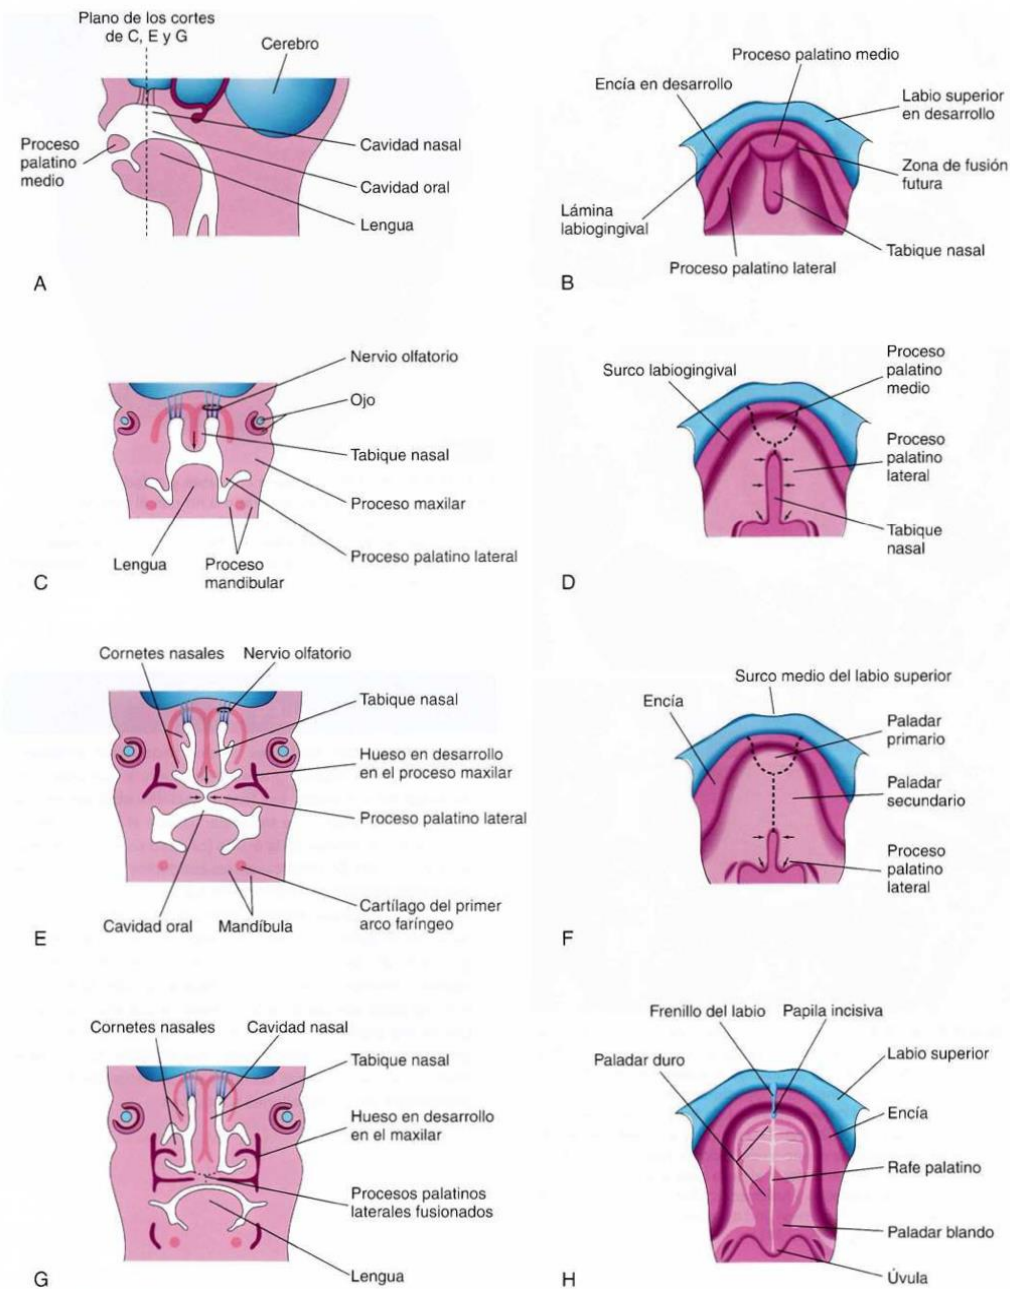 Plano de los cortes
de C, E y G
Cerebro
Proceso
palatino
medio
Cavidad nasal
Cavidad oral
Lengua
A
Proceso palatino medio
Encía en desarrollo
Labio superior
en desarrollo
Zona de fusión
futura
Lámina
labiogingival
Tabique nasal
Proceso palatino lateral
B
Nervio olfatorio
Ojo
Tabique nasal
Proceso maxilar
Proceso palatino lateral
Lengua
Proceso
mandibular
C
Surco labiogingival
Proceso
palatino
medio
Proceso
palatino
lateral
Tabique
nasal
D
Cornetes nasales
Nervio olfatorio
Tabique nasal
Hueso en desarrollo
en el proceso maxilar
Proceso palatino lateral
Cartílago del primer
arco faríngeo
Cavidad oral
Mandíbula
E
Surco medio del labio superior
Encía
Paladar
primario
Paladar
secundario
Proceso
palatino
lateral
F
Cornetes nasales
Cavidad nasal
Tabique nasal
Hueso en desarrollo
en el maxilar
Procesos palatinos
laterales fusionados
Lengua
G
Frenillo del labio
Papila incisiva
Paladar duro
Labio superior
Encía
Rafe palatino
Paladar blando
Úvula
H